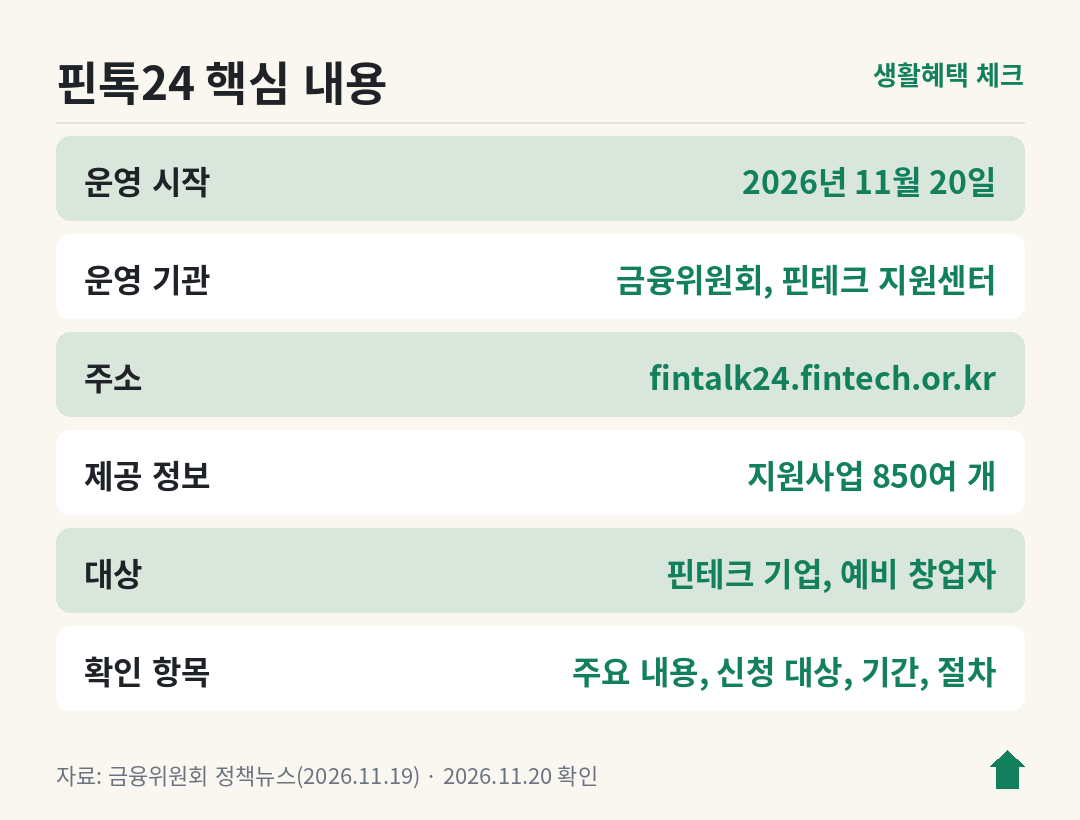 핀톡24 핵심 내용
생활혜택 체크
운영 시작 2026년 11월 20일
운영 기관 금융위원회, 핀테크 지원센터
주소 fintalk24.fintech.or.kr
제공 정보 지원사업 850여 개
대상 핀테크 기업, 예비 창업자
확인 항목 주요 내용, 신청 대상, 기간, 절차
자료: 금융위원회 정책뉴스(2026.11.19) · 2026.11.20 확인